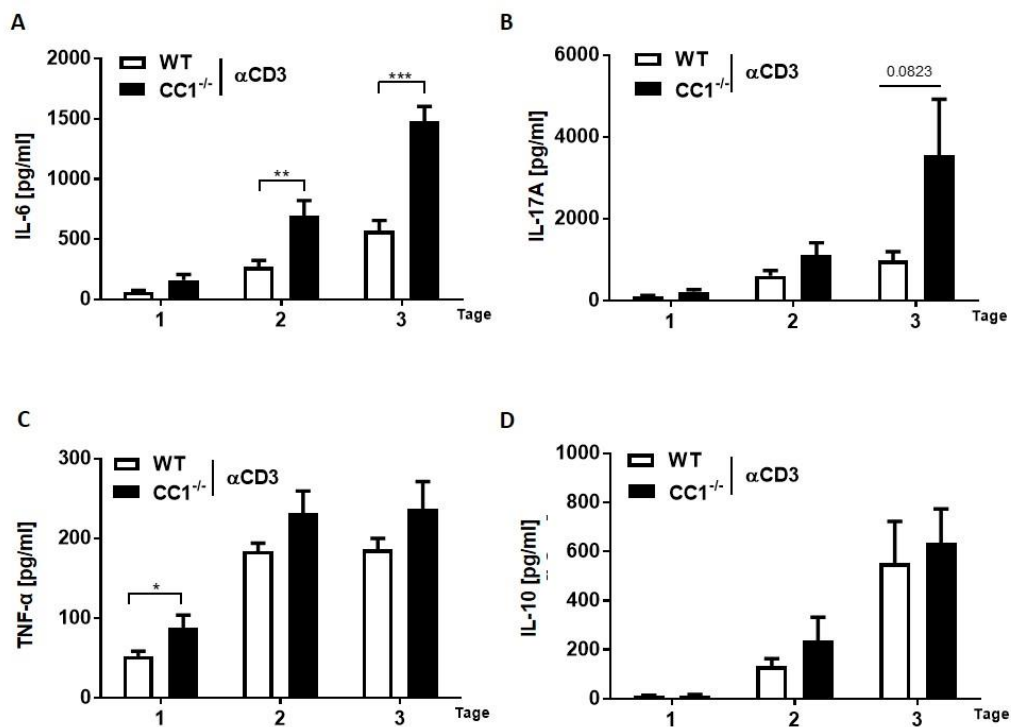 A
WT
CC1-/-
αCD3
IL-6 [pg/ml]
2000
1500
1000
500
0
**
***
1 2 3 Tage
B
WT
CC1-/-
αCD3
IL-17A [pg/ml]
6000
4000
2000
0
0.0823
1 2 3 Tage
C
WT
CC1-/-
αCD3
TNF-α [pg/ml]
300
200
100
0
*
1 2 3 Tage
D
WT
CC1-/-
αCD3
IL-10 [pg/ml]
1000
800
600
400
200
0
1 2 3 Tage